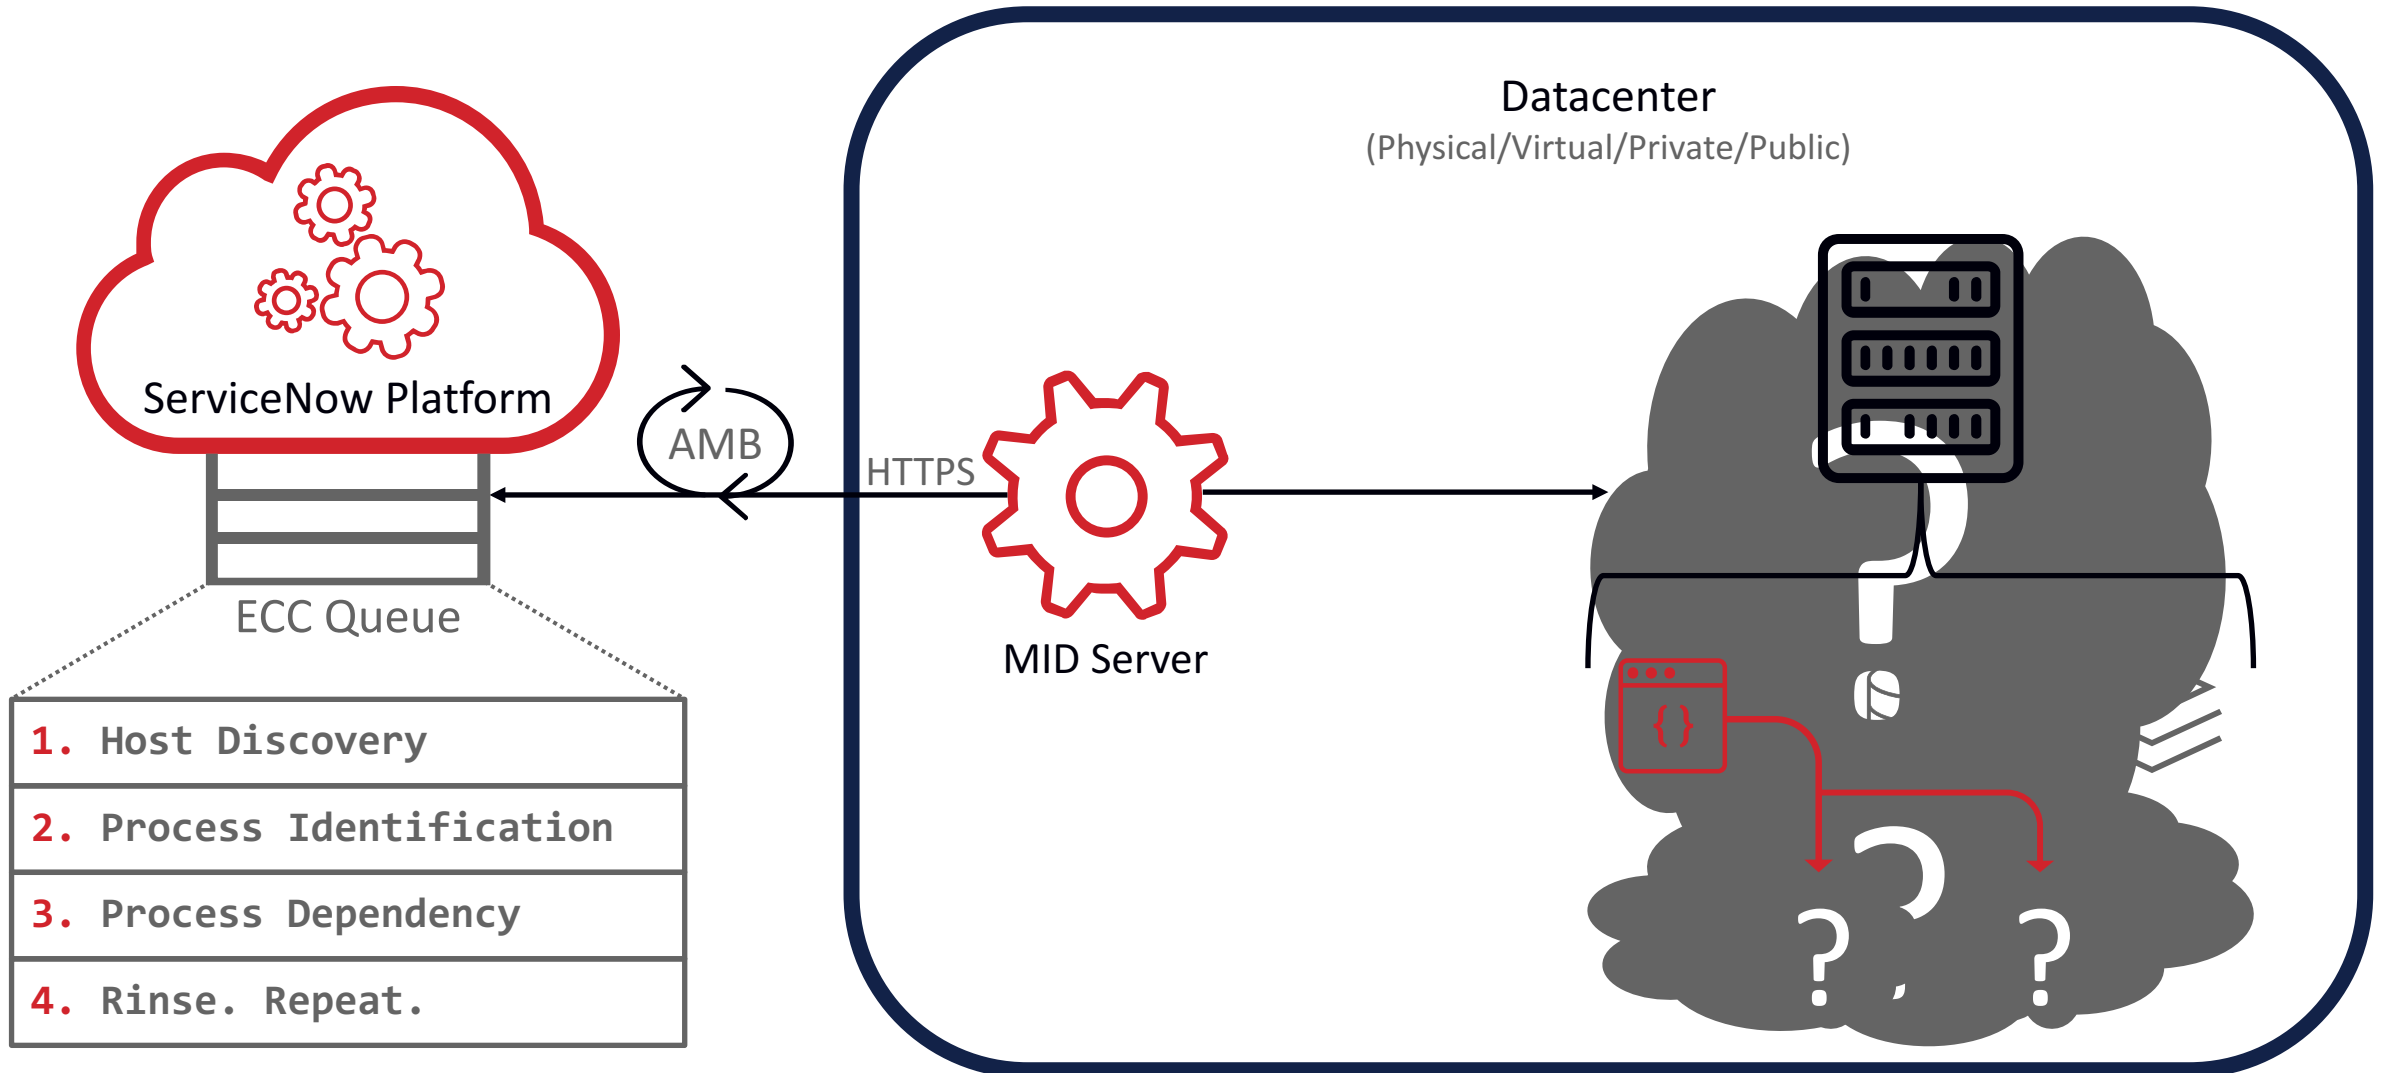 Datacenter
(Physical/Virtual/Private/Public)
ServiceNow Platform
AMB
HTTPS
ECC Queue
MID Server
1. Host Discovery
2. Process Identification
3. Process Dependency
4. Rinse. Repeat.
{ }
?
?
? ?